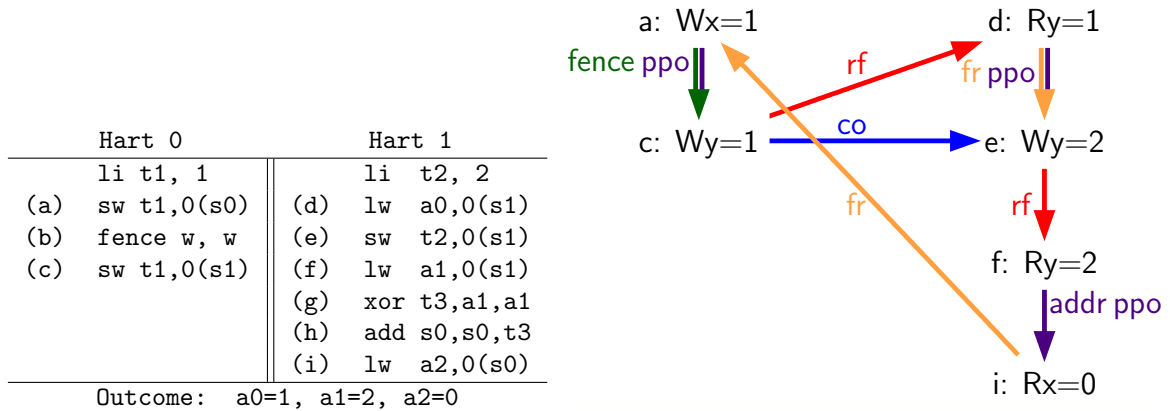 Hart 0 Hart 1
li t1, 1 li t2, 2
(a) sw t1,0(s0) (d) lw a0,0(s1)
(b) fence w, w (e) sw t2,0(s1)
(c) sw t1,0(s1) (f) lw a1,0(s1)
(g) xor t3,a1,a1
(h) add s0,s0,t3
(i) lw a2,0(s0)
Outcome: a0=1, a1=2, a2=0
a: Wx=1 d: Ry=1
fence ppo rf fr ppo
c: Wy=1 co e: Wy=2
fr rf
f: Ry=2
addr ppo
i: Rx=0